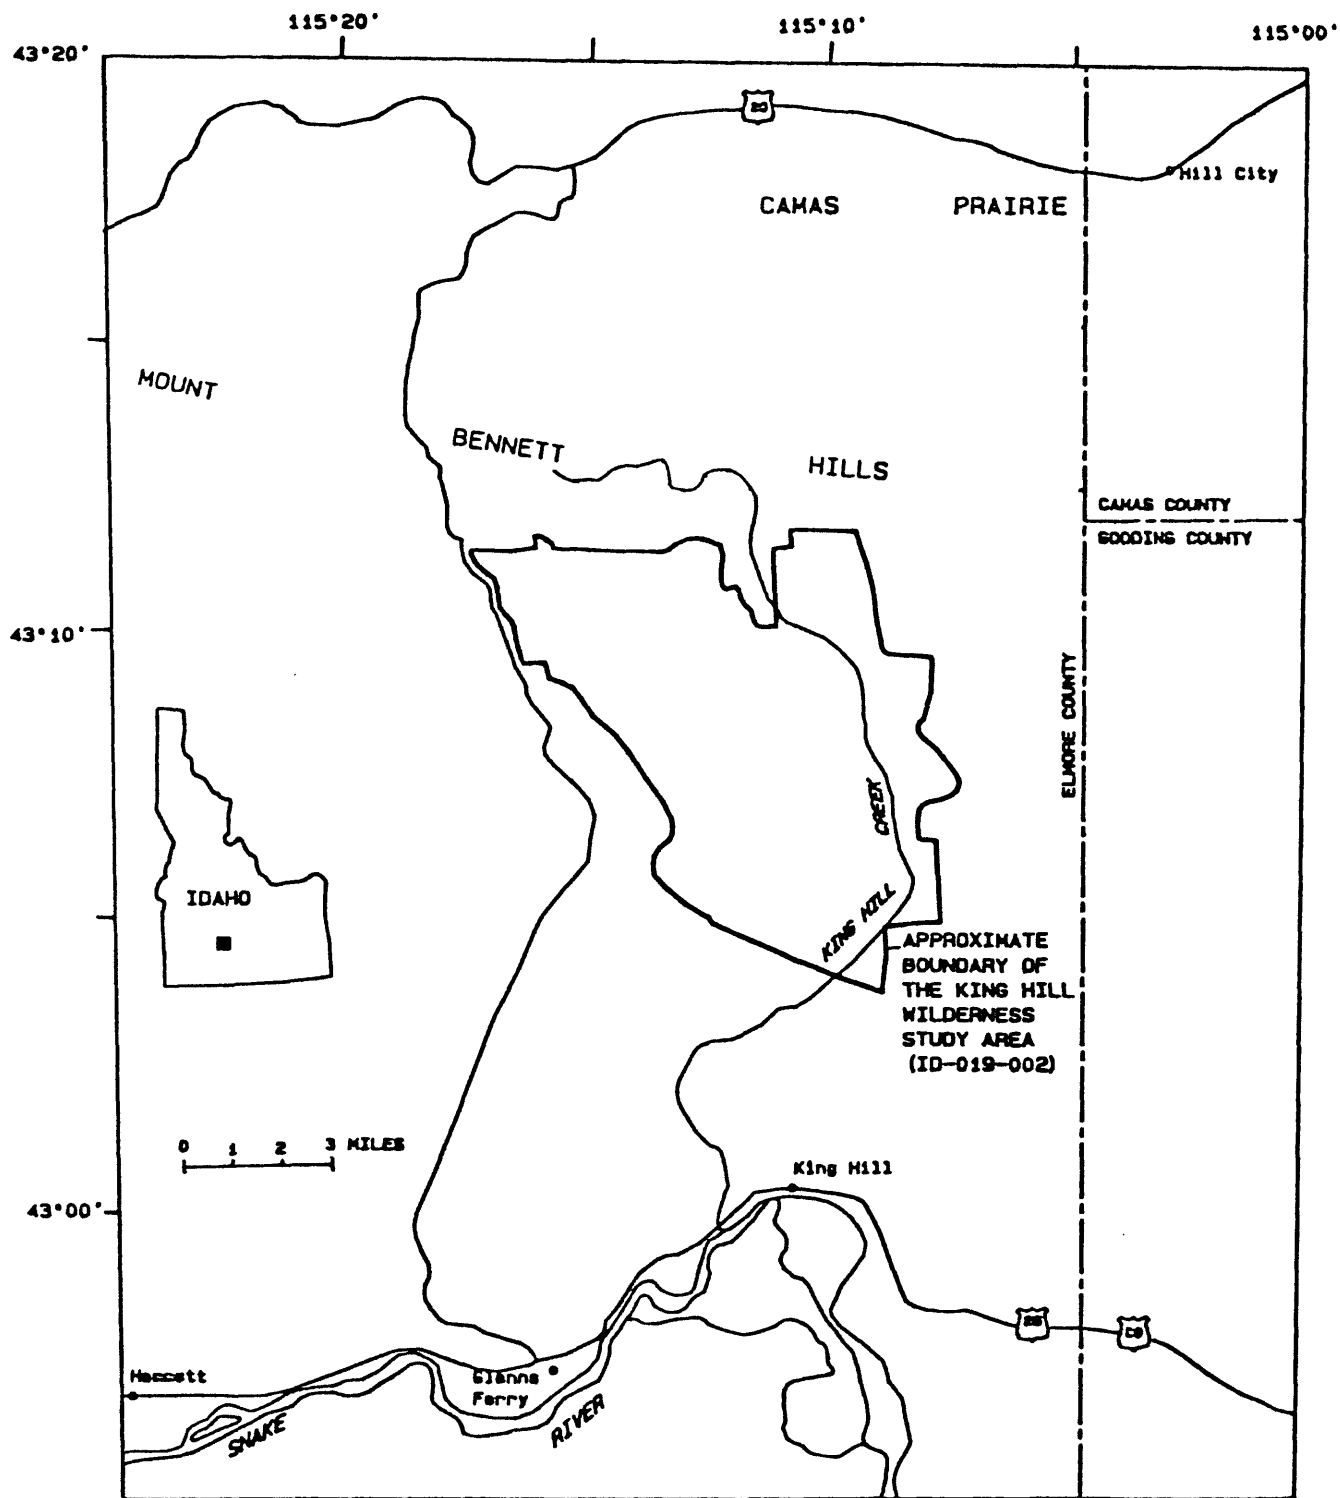 115°20'
115°10'
115°00'
43°20'
20
Hill City
CAMAS PRAIRIE
MOUNT
BENNETT
HILLS
CAMAS COUNTY
GOODING COUNTY
43°10'
ELMORE COUNTY
CREEK
IDAHO
KING HILL
APPROXIMATE
BOUNDARY OF
THE KING HILL
WILDERNESS
STUDY AREA
(ID-019-002)
0 1 2 3 MILES
King Hill
43°00'
Glenns
Ferry
SNAKE
RIVER